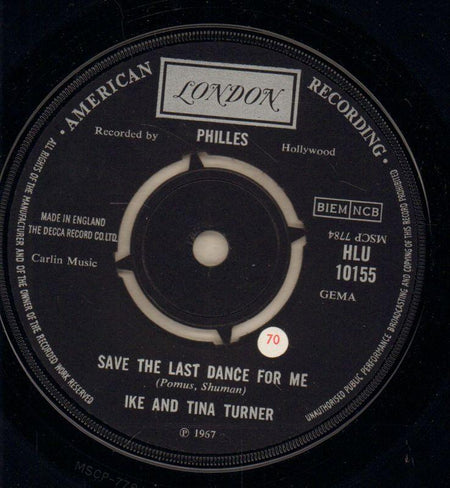 · AMERICAN RECORDING ·
LONDON
Recorded by PHILLES Hollywood
ALL RIGHTS OF THE MANUFACTURER AND OF THE OWNER OF THE RECORDED WORK RESERVED
UNAUTHORISED PUBLIC PERFORMANCE BROADCASTING AND COPYING OF THIS RECORD PROHIBITED
MADE IN ENGLAND
THE DECCA RECORD CO. LTD.
Carlin Music
BIEM NCB
MSCP 7784
HLU
10155
GEMA
70
SAVE THE LAST DANCE FOR ME
(Pomus, Shuman)
IKE AND TINA TURNER
℗ 1967